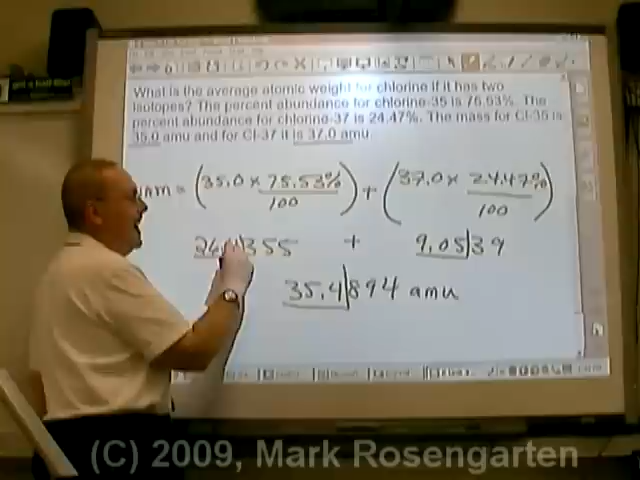 What is the average atomic weight for chlorine if it has two
isotopes? The percent abundance for chlorine-35 is 75.53%. The
percent abundance for chlorine-37 is 24.47%. The mass for Cl-35 is
35.0 amu and for Cl-37 it is 37.0 amu.
= (35.0 x 75.53% / 100) + (37.0 x 24.47% / 100)
355 + 9.05|39
35.4|894 amu
(C) 2009, Mark Rosengarten